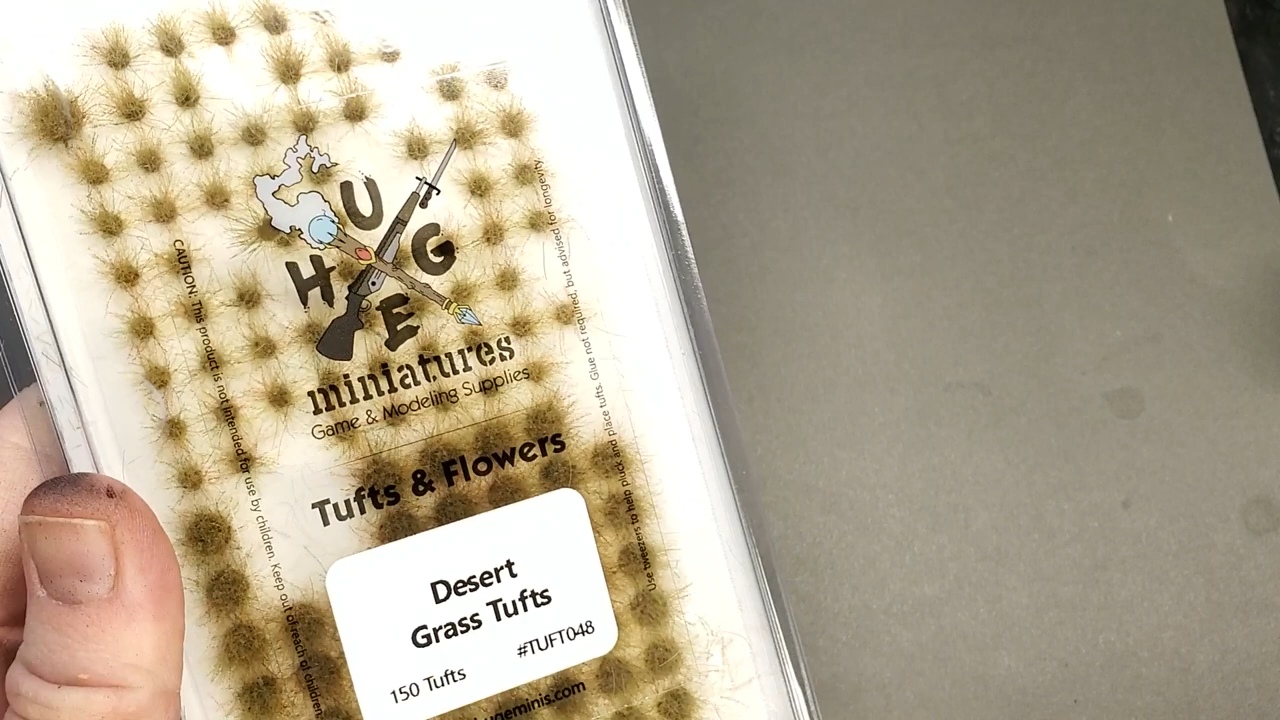 HUGE
miniatures
Game & Modeling Supplies
Tufts & Flowers
Desert
Grass Tufts
150 Tufts #TUFT048
CAUTION: This product is not intended for use by children. Keep out of reach of children.
Use tweezers to help pluck and place tufts. Glue not required, but advised for longevity.